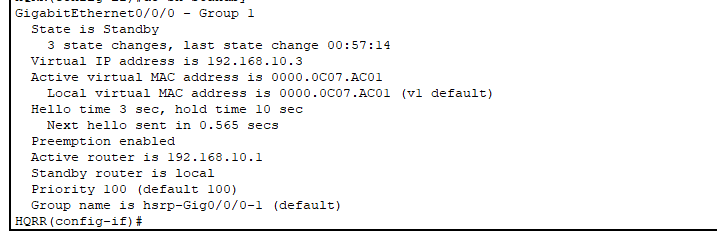 GigabitEthernet0/0/0 - Group 1
State is Standby
3 state changes, last state change 00:57:14
Virtual IP address is 192.168.10.3
Active virtual MAC address is 0000.0C07.AC01
Local virtual MAC address is 0000.0C07.AC01 (v1 default)
Hello time 3 sec, hold time 10 sec
Next hello sent in 0.565 secs
Preemption enabled
Active router is 192.168.10.1
Standby router is local
Priority 100 (default 100)
Group name is hsrp-Gig0/0/0-1 (default)
HQRR(config-if)#